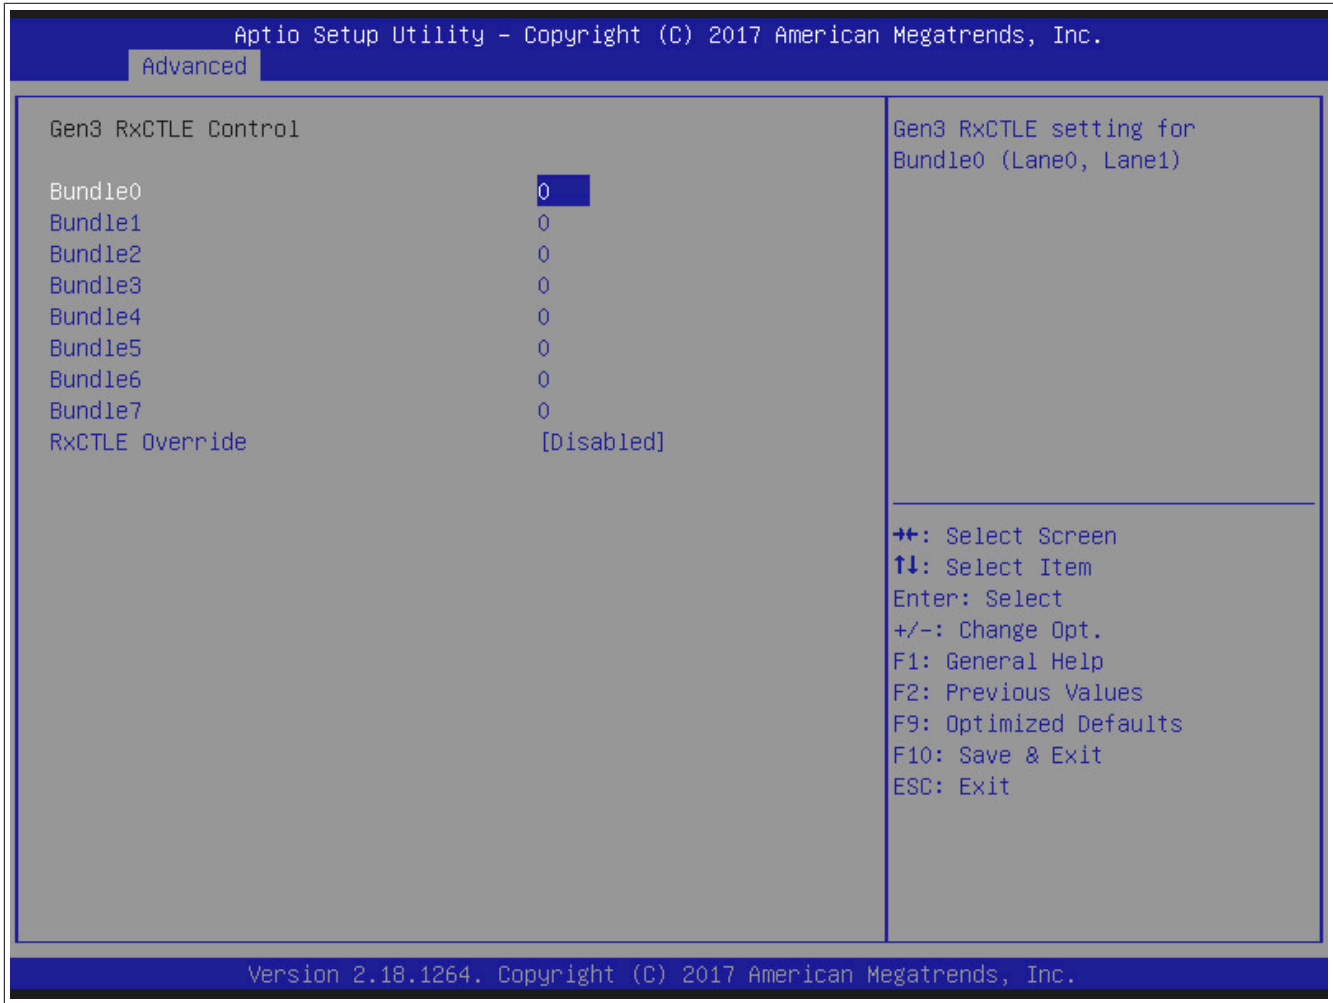 Aptio Setup Utility – Copyright (C) 2017 American Megatrends, Inc.
Advanced
Gen3 RxCTLE Control
Bundle0 0
Bundle1 0
Bundle2 0
Bundle3 0
Bundle4 0
Bundle5 0
Bundle6 0
Bundle7 0
RxCTLE Override [Disabled]
Gen3 RxCTLE setting for
Bundle0 (Lane0, Lane1)
→←: Select Screen
↑↓: Select Item
Enter: Select
+/-: Change Opt.
F1: General Help
F2: Previous Values
F9: Optimized Defaults
F10: Save & Exit
ESC: Exit
Version 2.18.1264. Copyright (C) 2017 American Megatrends, Inc.